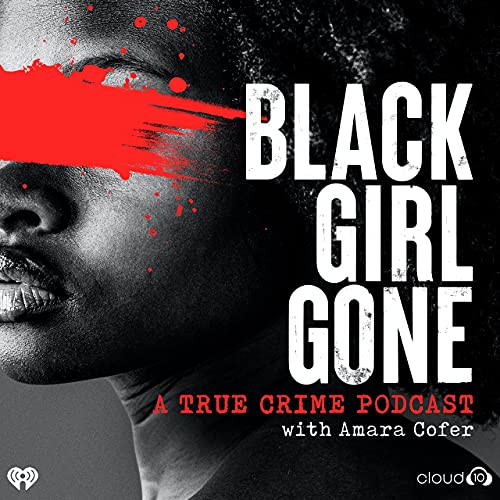 BLACK
GIRL
GONE
A TRUE CRIME PODCAST
with Amara Cofer
cloud10